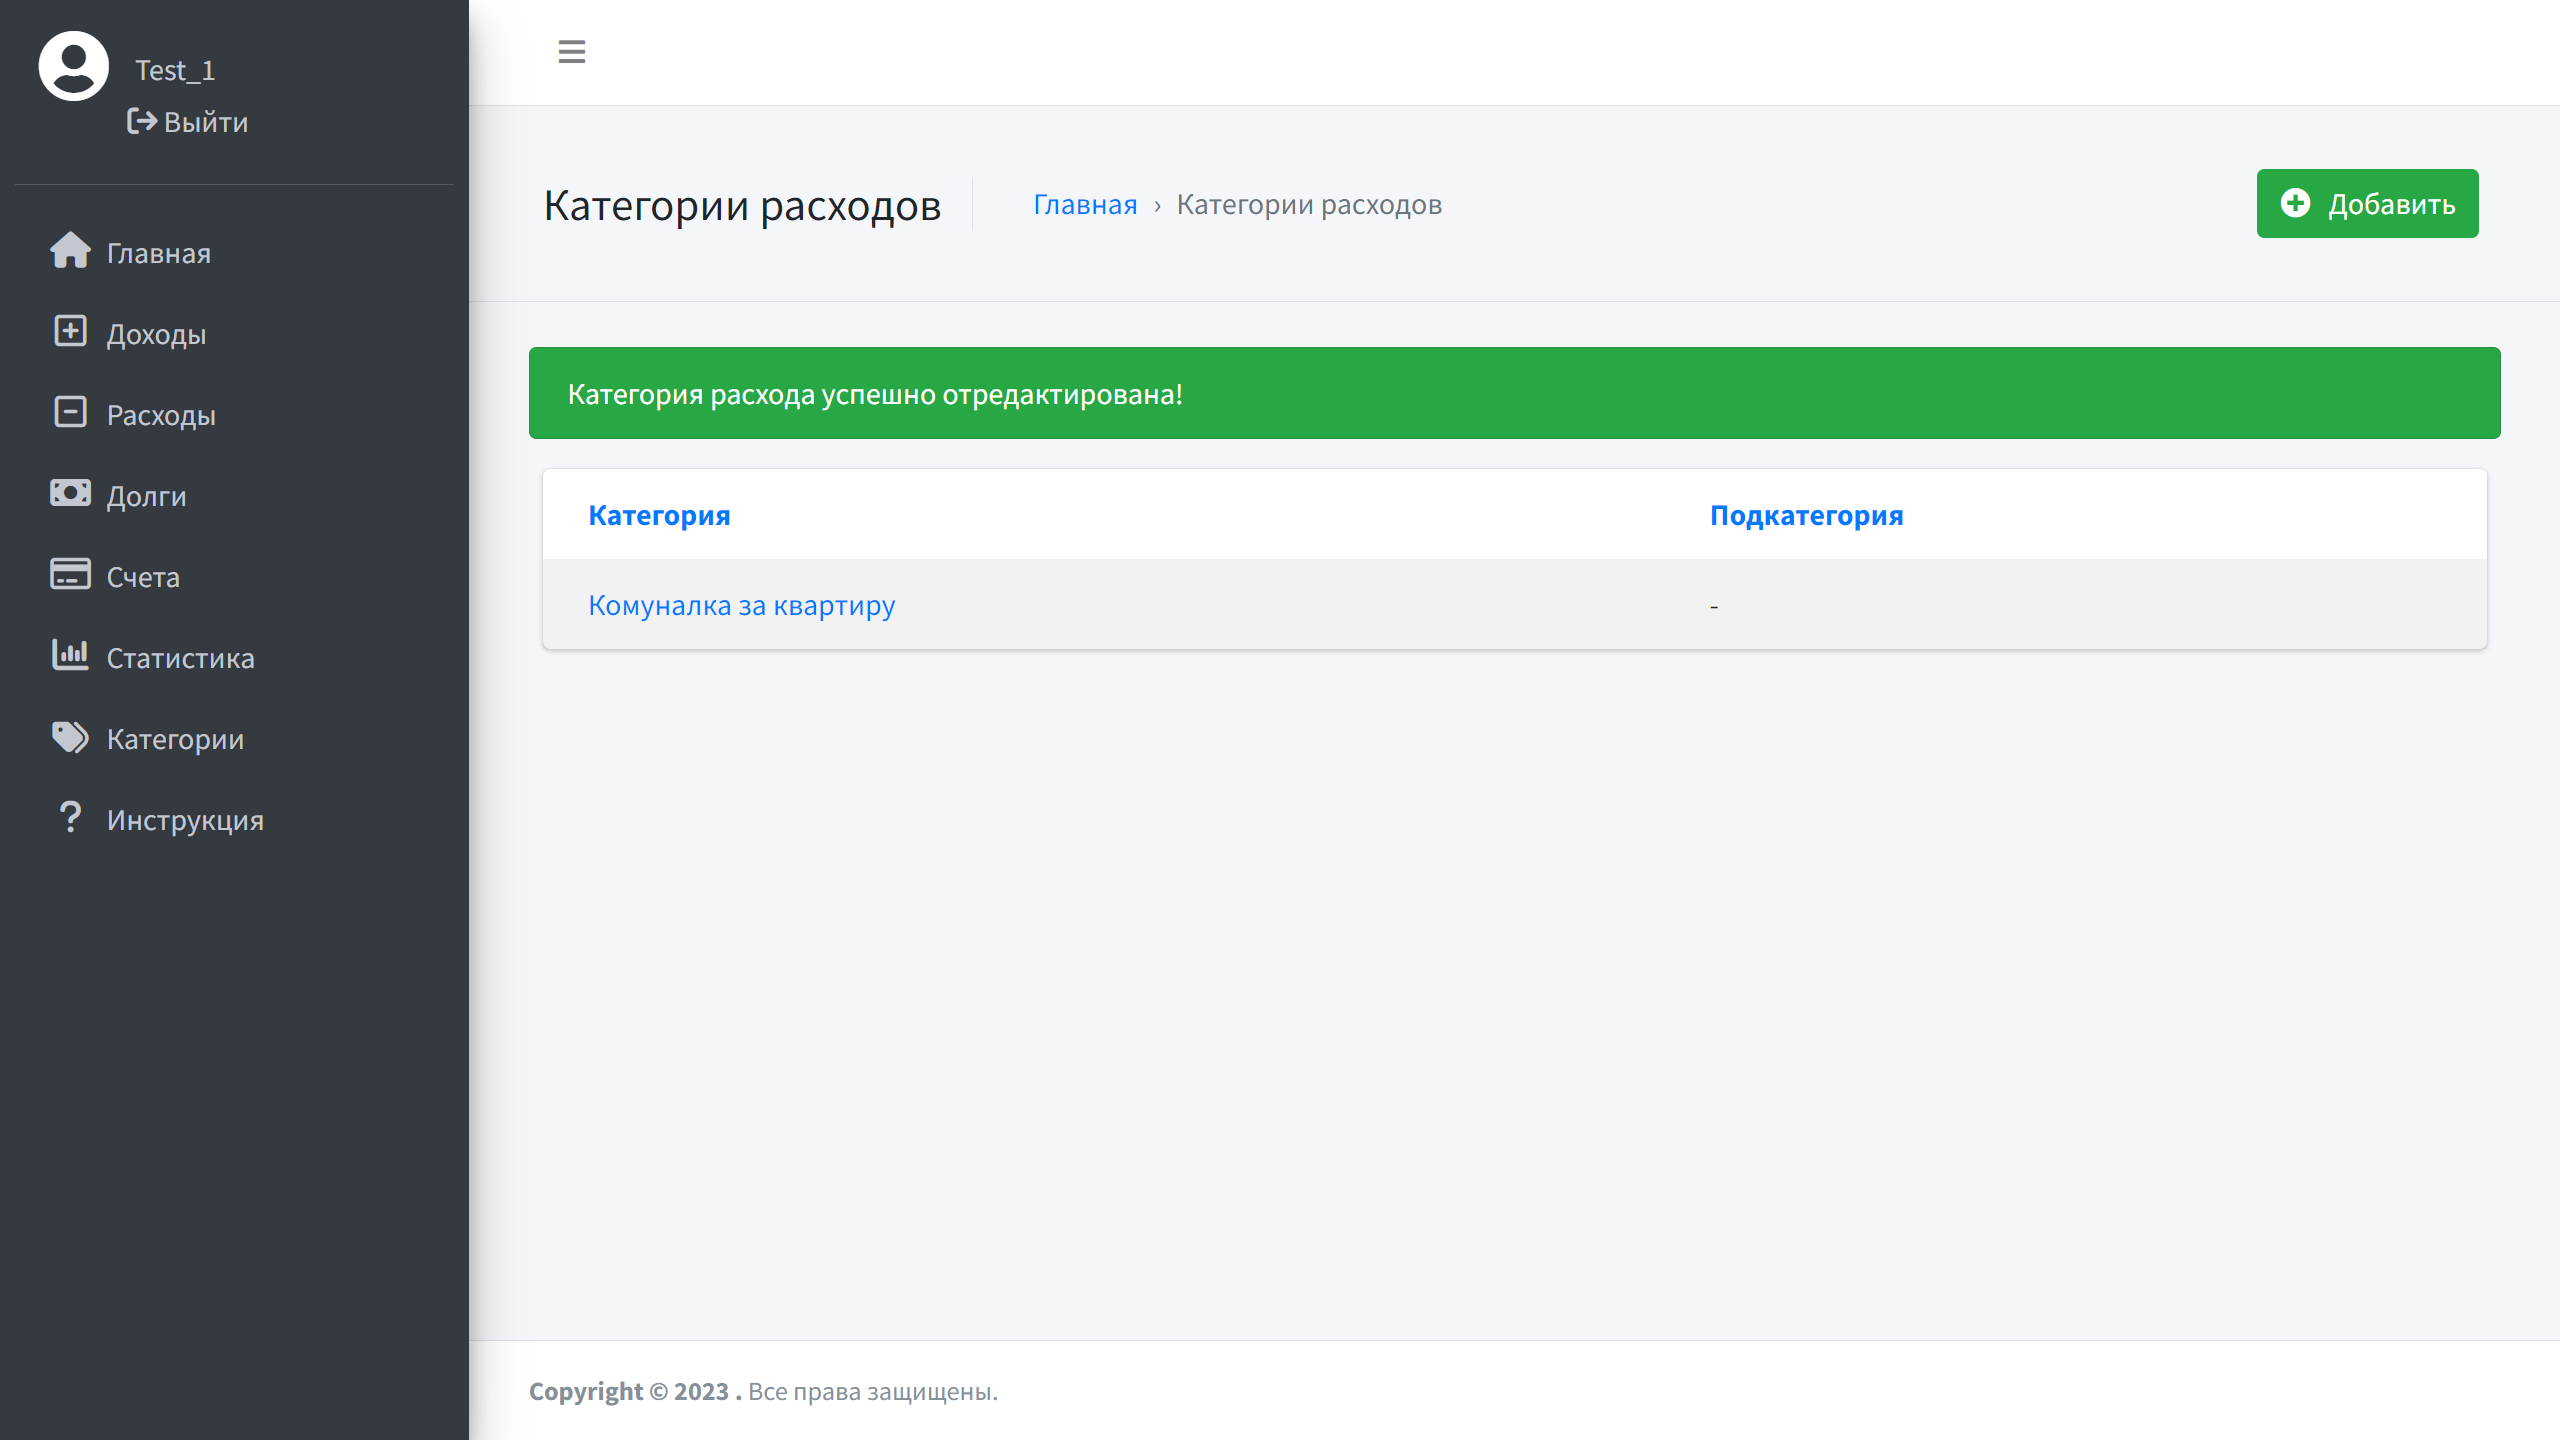 Test_1
Выйти
Главная
Доходы
Расходы
Долги
Счета
Статистика
Категории
Инструкция
Категории расходов
Главная › Категории расходов
Добавить
Категория расхода успешно отредактирована!
Категория Подкатегория
Комуналка за квартиру -
Copyright © 2023 . Все права защищены.